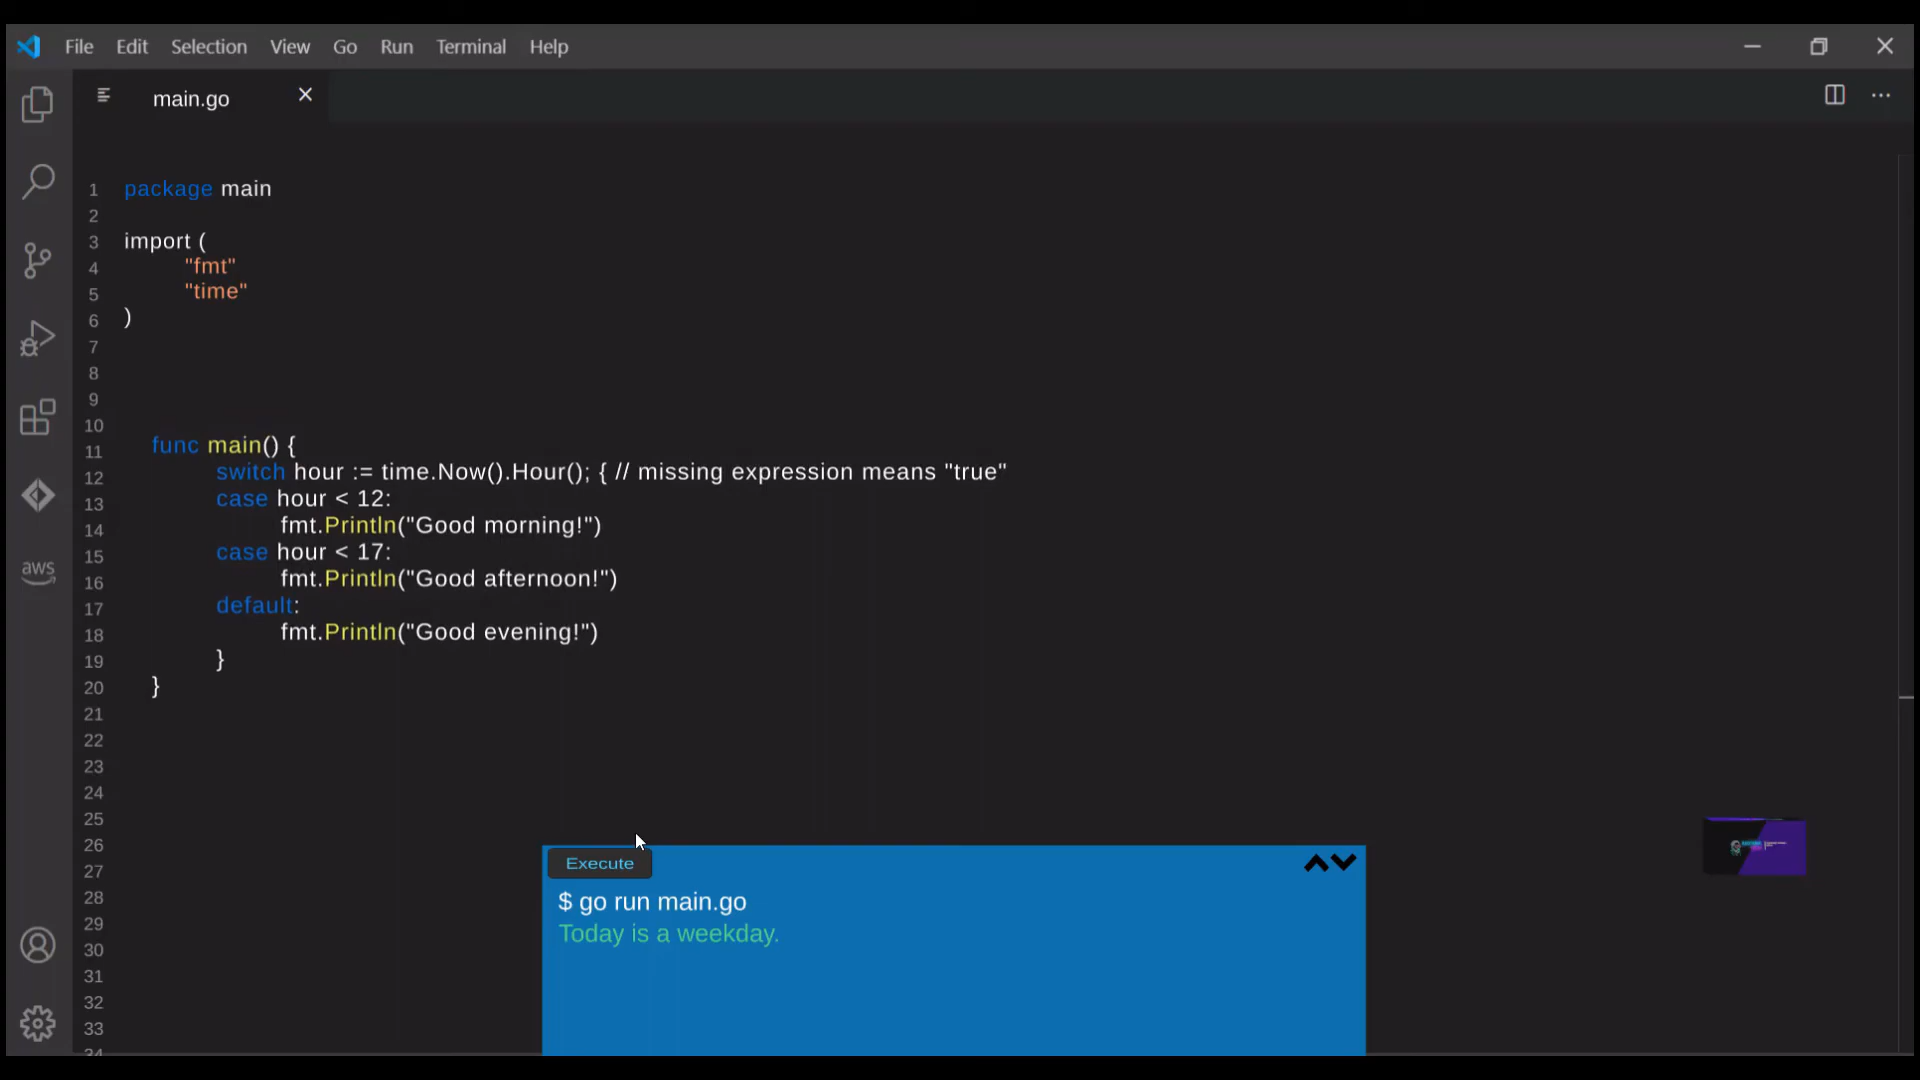 File Edit Selection View Go Run Terminal Help
main.go
1 package main
2
3 import (
4 "fmt"
5 "time"
6 )
7
8
9
10
11 func main() {
12 switch hour := time.Now().Hour(); { // missing expression means "true"
13 case hour < 12:
14 fmt.Println("Good morning!")
15 case hour < 17:
16 fmt.Println("Good afternoon!")
17 default:
18 fmt.Println("Good evening!")
19 }
20 }
21
22
23
24
25
26
27
28
29
30
31
32
33
34
aws
Execute
$ go run main.go
Today is a weekday.